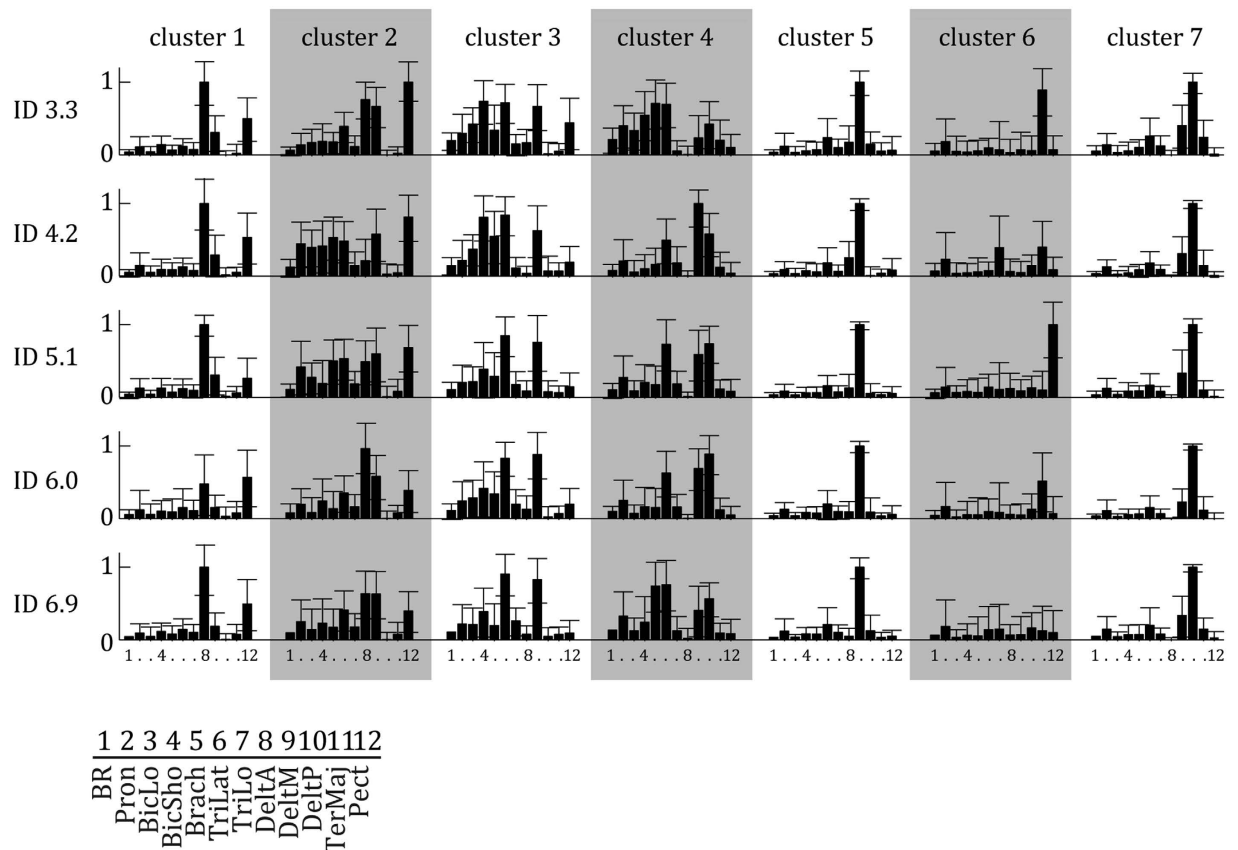 cluster 1 cluster 2 cluster 3 cluster 4 cluster 5 cluster 6 cluster 7
ID 3.3 1
0
ID 4.2 1
0
ID 5.1 1
0
ID 6.0 1
0
ID 6.9 1
0
1 . . 4 . . . 8 . . . 12 1 . . 4 . . . 8 . . .12 1 . . 4 . . . 8 . . .12 1 . . 4 . . . 8 . . . 12 1 . . 4 . . . 8 . . . 12 1 . . 4 . . . 8 . . . 12 1 . . 4 . . . 8 . . . 12
1 2 3 4 5 6 7 8 9 10 11 12
BR
Pron
BicLo
BicSho
Brach
TriLat
TriLo
DeltA
DeltM
DeltP
TerMaj
Pect